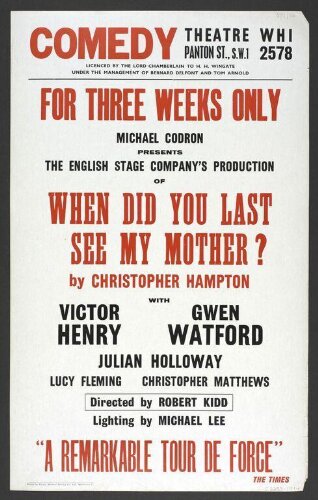 COMEDY THEATRE WHI
PANTON ST., S.W.1 2578
LICENCED BY THE LORD CHAMBERLAIN TO H. H. WINGATE
UNDER THE MANAGEMENT OF BERNARD DELFONT AND TOM ARNOLD
FOR THREE WEEKS ONLY
MICHAEL CODRON
PRESENTS
THE ENGLISH STAGE COMPANY'S PRODUCTION
OF
WHEN DID YOU LAST
SEE MY MOTHER?
by CHRISTOPHER HAMPTON
WITH
VICTOR GWEN
HENRY WATFORD
JULIAN HOLLOWAY
LUCY FLEMING CHRISTOPHER MATTHEWS
Directed by ROBERT KIDD
Lighting by MICHAEL LEE
"A REMARKABLE TOUR DE FORCE"
THE TIMES